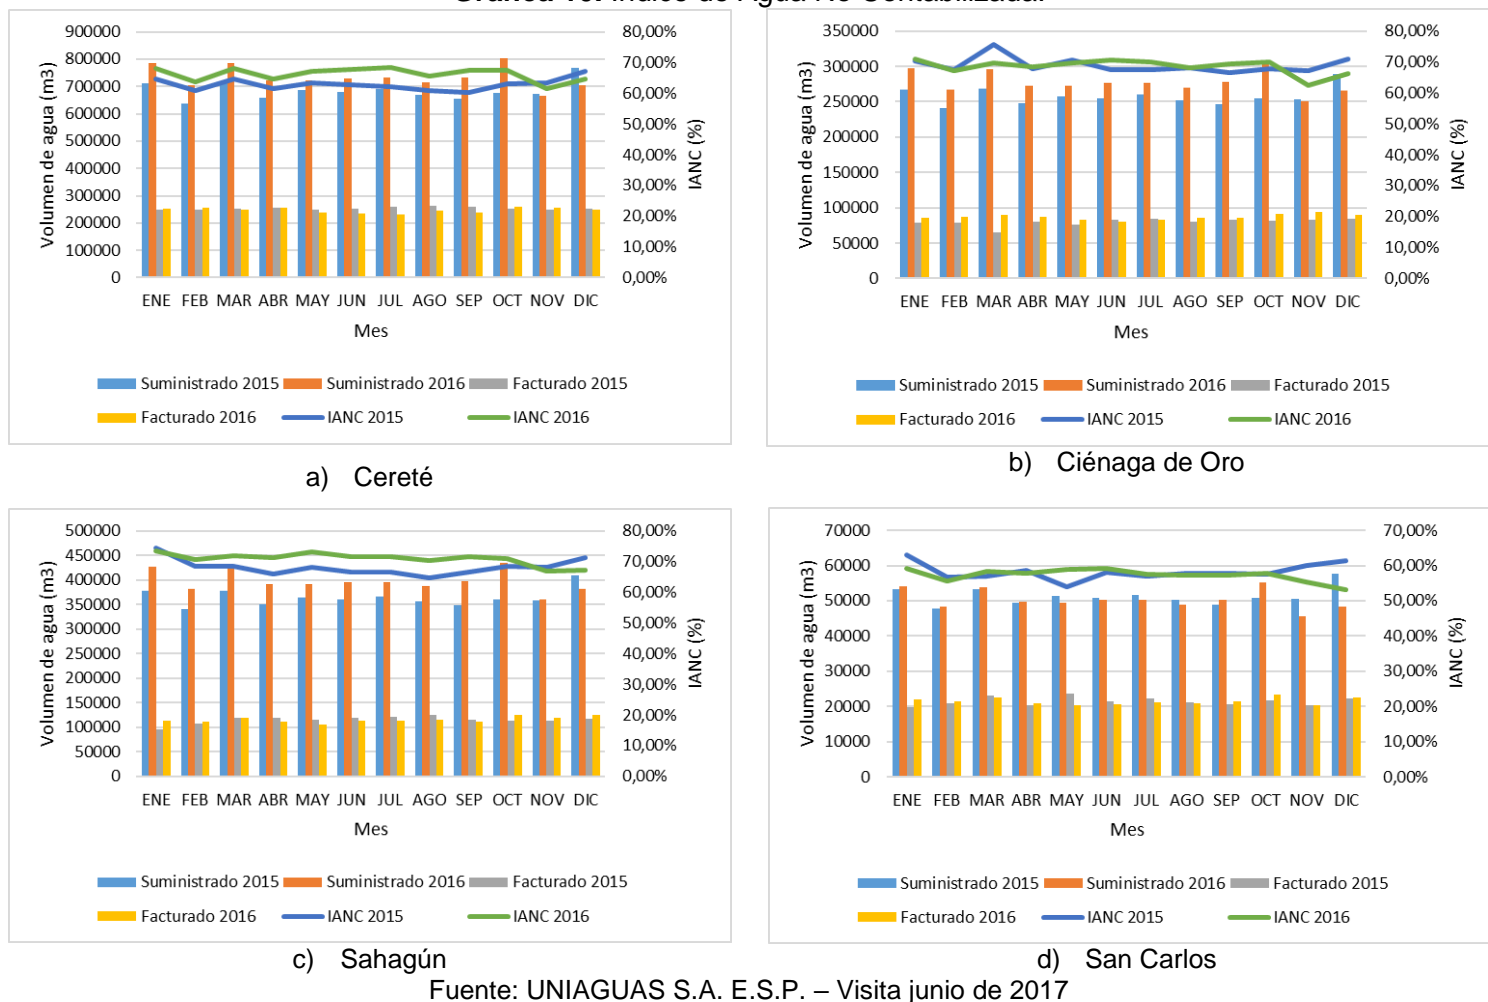 Índice de Agua No Contabilizada.
900000
800000
700000
600000
500000
400000
300000
200000
100000
0
Volumen de agua (m3)
80,00%
70,00%
60,00%
50,00%
40,00%
30,00%
20,00%
10,00%
0,00%
IANC (%)
ENE FEB MAR ABR MAY JUN JUL AGO SEP OCT NOV DIC
Mes
Suministrado 2015 Suministrado 2016 Facturado 2015
Facturado 2016 IANC 2015 IANC 2016
a) Cereté
350000
300000
250000
200000
150000
100000
50000
0
Volumen de agua (m3)
80,00%
70,00%
60,00%
50,00%
40,00%
30,00%
20,00%
10,00%
0,00%
IANC (%)
ENE FEB MAR ABR MAY JUN JUL AGO SEP OCT NOV DIC
Mes
Suministrado 2015 Suministrado 2016 Facturado 2015
Facturado 2016 IANC 2015 IANC 2016
b) Ciénaga de Oro
500000
450000
400000
350000
300000
250000
200000
150000
100000
50000
0
Volumen de agua (m3)
80,00%
70,00%
60,00%
50,00%
40,00%
30,00%
20,00%
10,00%
0,00%
IANC (%)
ENE FEB MAR ABR MAY JUN JUL AGO SEP OCT NOV DIC
Mes
Suministrado 2015 Suministrado 2016 Facturado 2015
Facturado 2016 IANC 2015 IANC 2016
c) Sahagún
70000
60000
50000
40000
30000
20000
10000
0
Volumen de agua (m3)
70,00%
60,00%
50,00%
40,00%
30,00%
20,00%
10,00%
0,00%
IANC (%)
ENE FEB MAR ABR MAY JUN JUL AGO SEP OCT NOV DIC
Mes
Suministrado 2015 Suministrado 2016 Facturado 2015
Facturado 2016 IANC 2015 IANC 2016
d) San Carlos
Fuente: UNIAGUAS S.A. E.S.P. – Visita junio de 2017